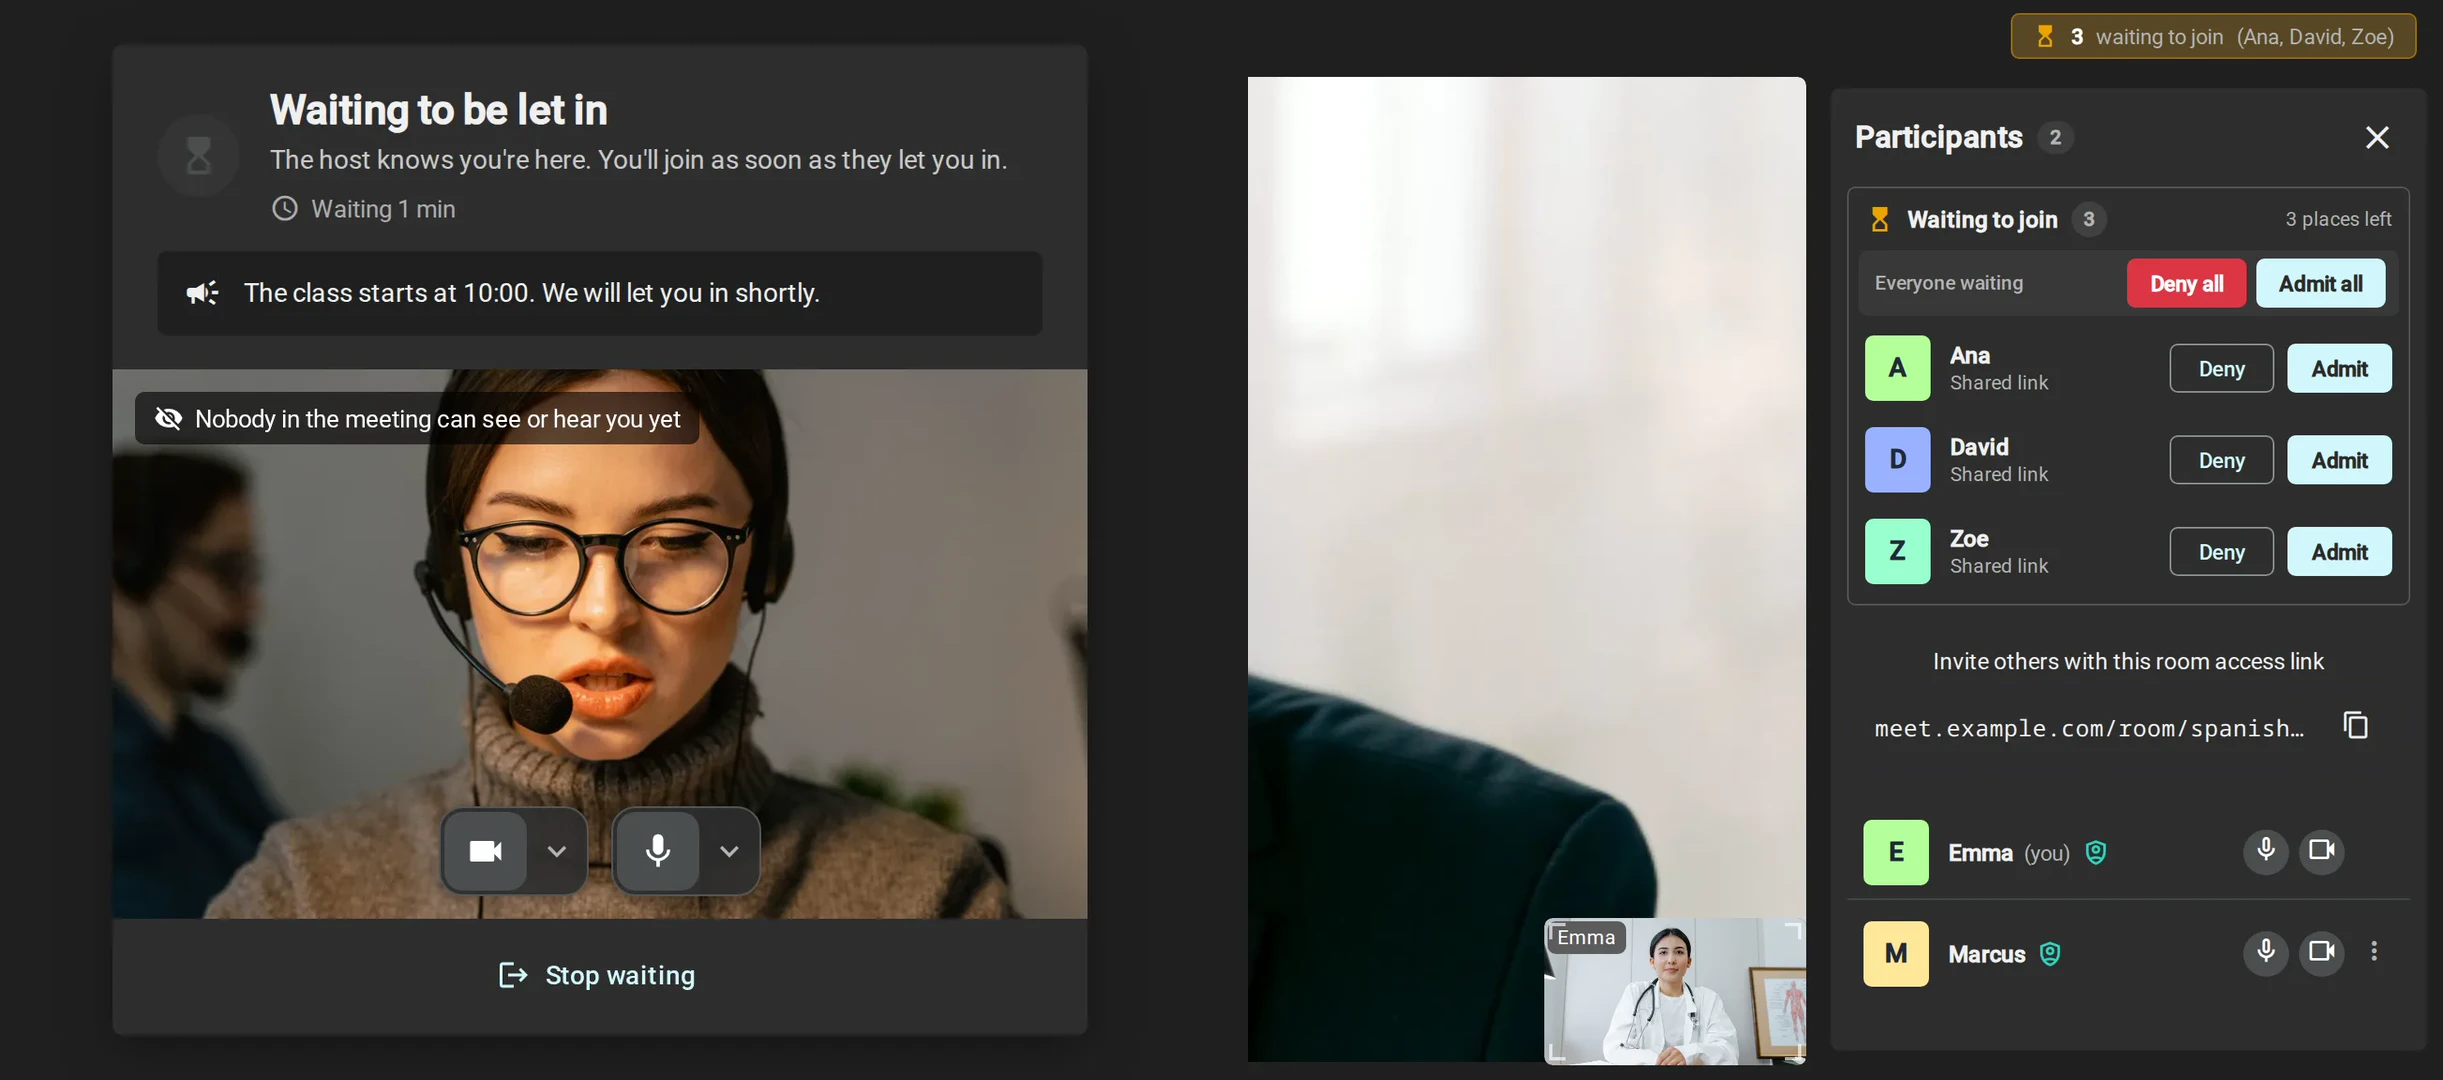 Waiting to be let in
The host knows you're here. You'll join as soon as they let you in.
Waiting 1 min
The class starts at 10:00. We will let you in shortly.
Nobody in the meeting can see or hear you yet
Stop waiting
Emma
3 waiting to join (Ana, David, Zoe)
Participants 2
Waiting to join 3 3 places left
Everyone waiting Deny all Admit all
A Ana
Shared link
Deny Admit
D David
Shared link
Deny Admit
Z Zoe
Shared link
Deny Admit
Invite others with this room access link
meet.example.com/room/spanish…
E Emma (you)
M Marcus